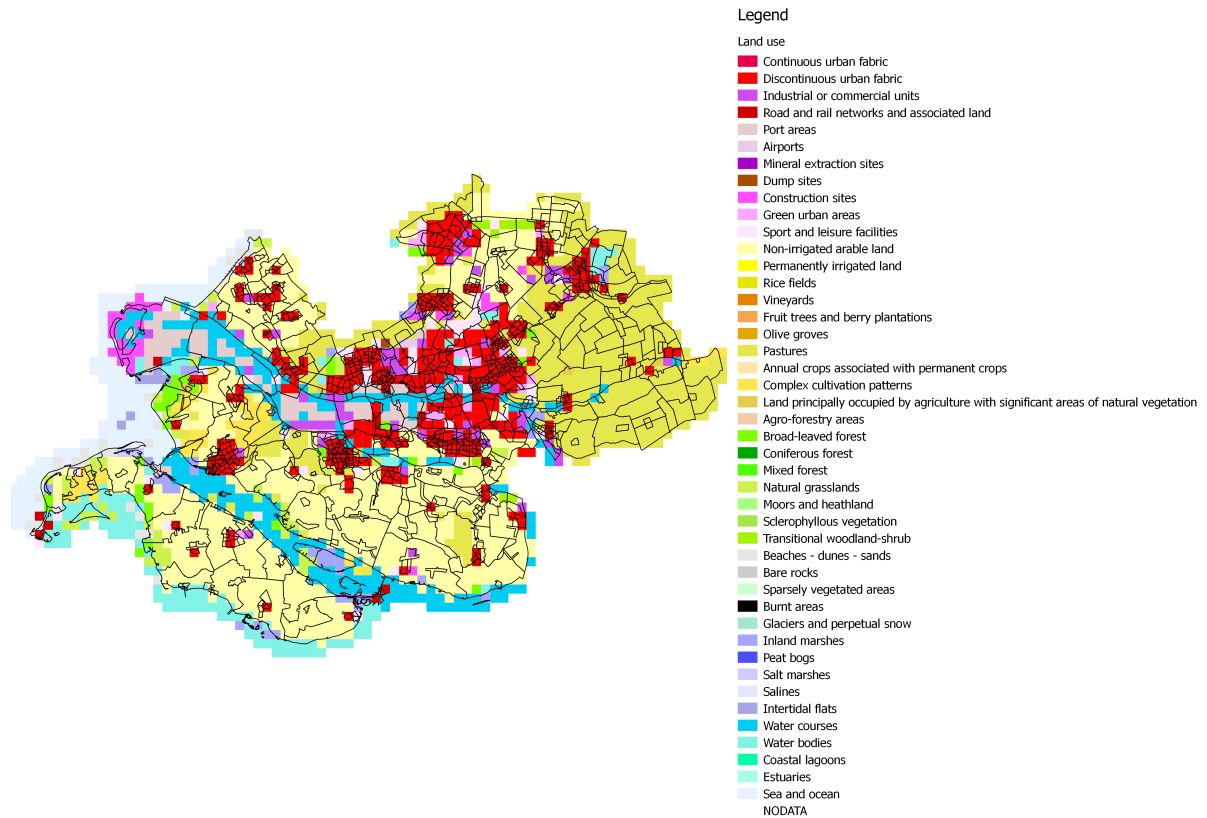 Legend
Land use
Continuous urban fabric
Discontinuous urban fabric
Industrial or commercial units
Road and rail networks and associated land
Port areas
Airports
Mineral extraction sites
Dump sites
Construction sites
Green urban areas
Sport and leisure facilities
Non-irrigated arable land
Permanently irrigated land
Rice fields
Vineyards
Fruit trees and berry plantations
Olive groves
Pastures
Annual crops associated with permanent crops
Complex cultivation patterns
Land principally occupied by agriculture with significant areas of natural vegetation
Agro-forestry areas
Broad-leaved forest
Coniferous forest
Mixed forest
Natural grasslands
Moors and heathland
Sclerophyllous vegetation
Transitional woodland-shrub
Beaches - dunes - sands
Bare rocks
Sparsely vegetated areas
Burnt areas
Glaciers and perpetual snow
Inland marshes
Peat bogs
Salt marshes
Salines
Intertidal flats
Water courses
Water bodies
Coastal lagoons
Estuaries
Sea and ocean
NODATA